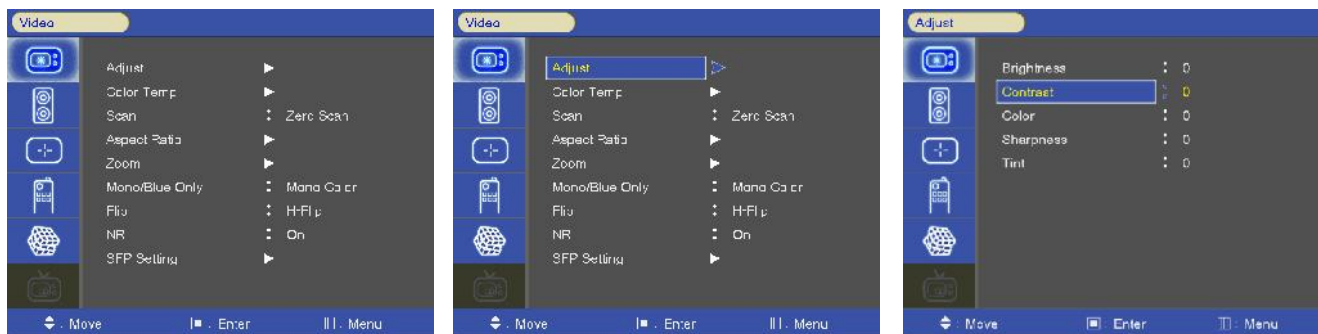 Video
Adjust
Color Temp
Scan : Zero Scan
Aspect Ratio
Zoom
Mono/Blue Only : Mono Color
Flip : H-Flip
NR : On
SFP Setting
: Move : Enter : Menu
Video
Adjust
Color Temp
Scan : Zero Scan
Aspect Ratio
Zoom
Mono/Blue Only : Mono Color
Flip : H-Flip
NR : On
SFP Setting
: Move : Enter : Menu
Adjust
Brightness : 0
Contrast : 0
Color : 0
Sharpness : 0
Tint : 0
: Move : Enter : Menu